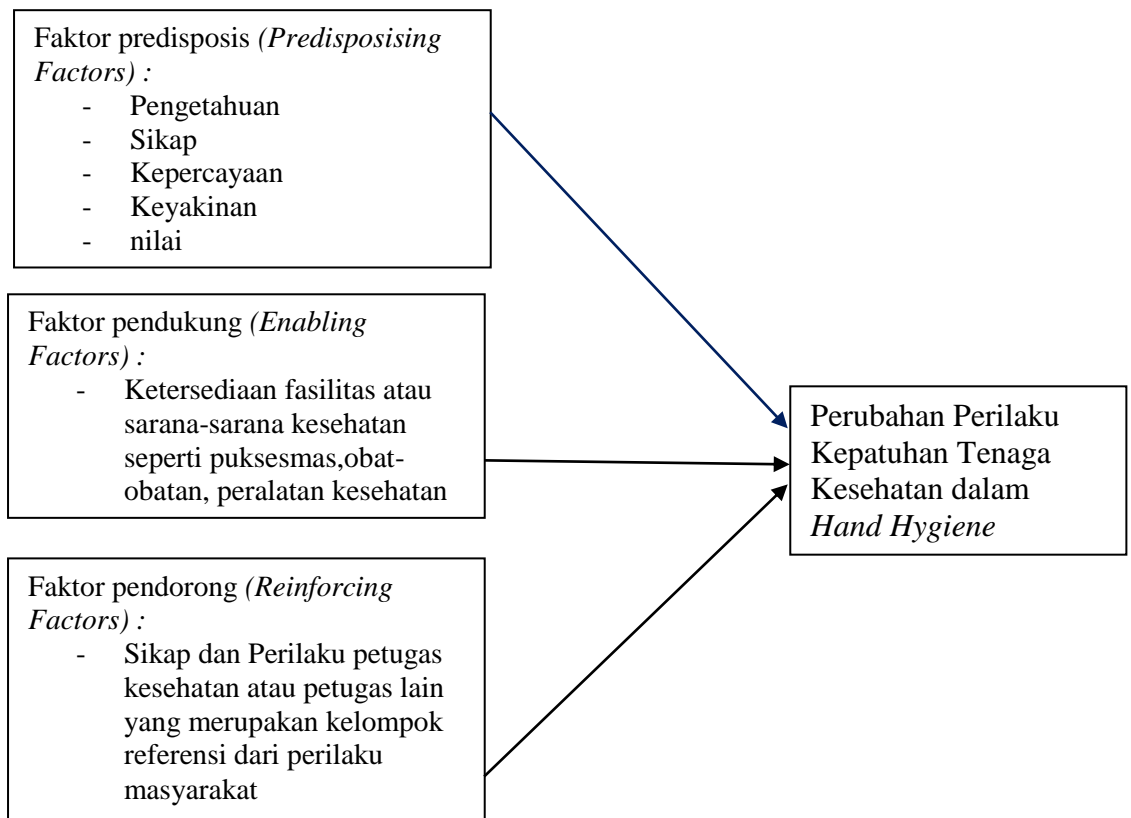 Faktor predisposis (Predisposising
Factors) :
- Pengetahuan
- Sikap
- Kepercayaan
- Keyakinan
- nilai
Faktor pendukung (Enabling
Factors) :
- Ketersediaan fasilitas atau
sarana-sarana kesehatan
seperti puksesmas,obat-
obatan, peralatan kesehatan
Faktor pendorong (Reinforcing
Factors) :
- Sikap dan Perilaku petugas
kesehatan atau petugas lain
yang merupakan kelompok
referensi dari perilaku
masyarakat
Perubahan Perilaku
Kepatuhan Tenaga
Kesehatan dalam
Hand Hygiene